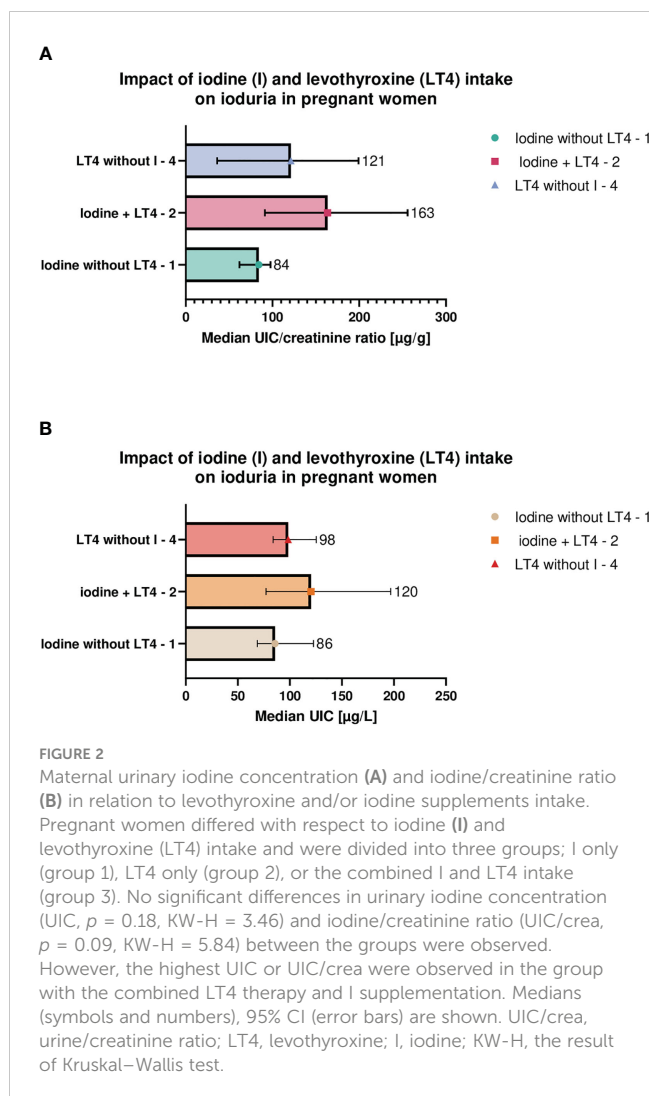 A
Impact of iodine (I) and levothyroxine (LT4) intake
on ioduria in pregnant women
LT4 without I - 4
121
Iodine + LT4 - 2
163
Iodine without LT4 - 1
84
0
100
200
300
Median UIC/creatinine ratio [µg/g]
Iodine without LT4 - 1
Iodine + LT4 - 2
LT4 without I - 4
B
Impact of iodine (I) and levothyroxine (LT4) intake
on ioduria in pregnant women
LT4 without I - 4
98
iodine + LT4 - 2
120
Iodine without LT4 - 1
86
0
50
100
150
200
250
Median UIC [µg/L]
Iodine without LT4 - 1
iodine + LT4 - 2
LT4 without I - 4
FIGURE 2
Maternal urinary iodine concentration (A) and iodine/creatinine ratio
(B) in relation to levothyroxine and/or iodine supplements intake.
Pregnant women differed with respect to iodine (I) and
levothyroxine (LT4) intake and were divided into three groups; I only
(group 1), LT4 only (group 2), or the combined I and LT4 intake
(group 3). No significant differences in urinary iodine concentration
(UIC, p = 0.18, KW-H = 3.46) and iodine/creatinine ratio (UIC/crea,
p = 0.09, KW-H = 5.84) between the groups were observed.
However, the highest UIC or UIC/crea were observed in the group
with the combined LT4 therapy and I supplementation. Medians
(symbols and numbers), 95% CI (error bars) are shown. UIC/crea,
urine/creatinine ratio; LT4, levothyroxine; I, iodine; KW-H, the result
of Kruskal–Wallis test.